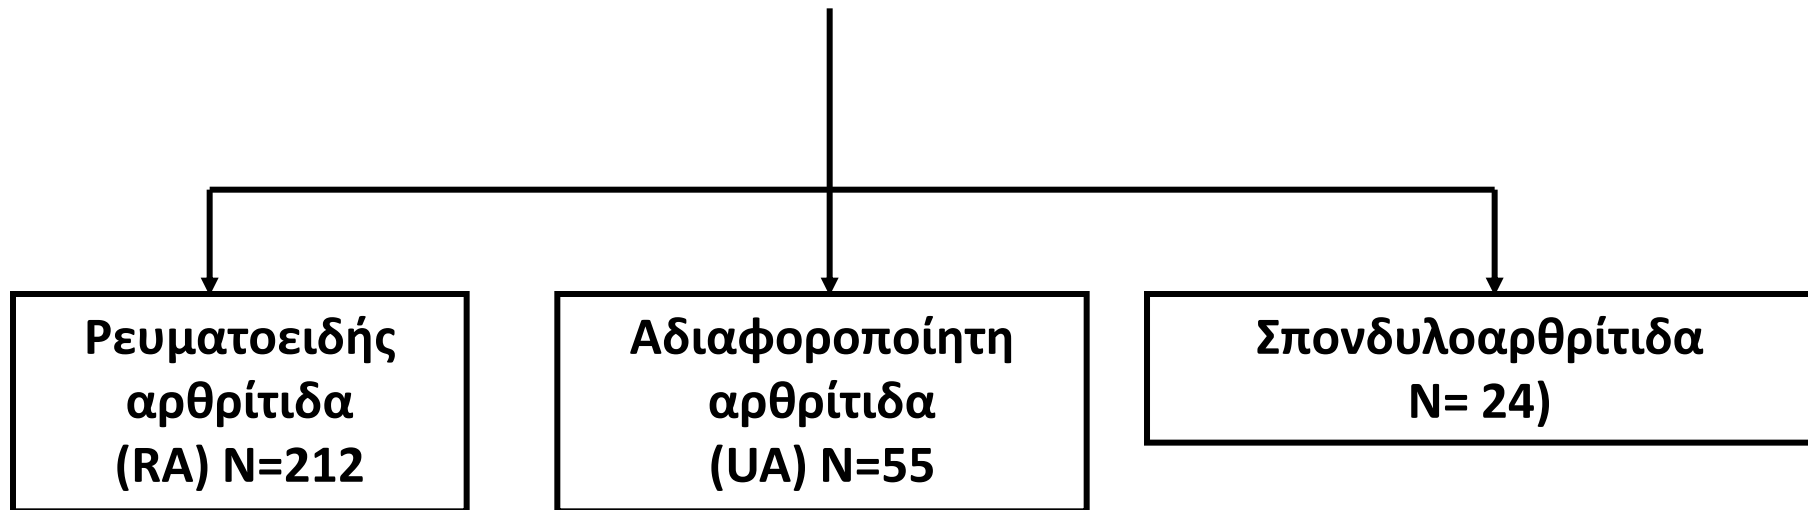 Ρευματοειδής
αρθρίτιδα
(RA) N=212
Αδιαφοροποίητη
αρθρίτιδα
(UA) N=55
Σπονδυλοαρθρίτιδα
N= 24)